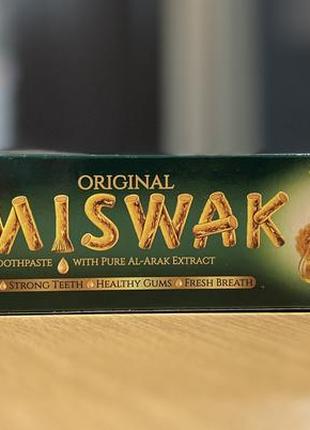 ORIGINAL
MISWAK
OOTHPASTE WITH PURE AL-ARAK EXTRACT
STRONG TEETH HEALTHY GUMS FRESH BREATH